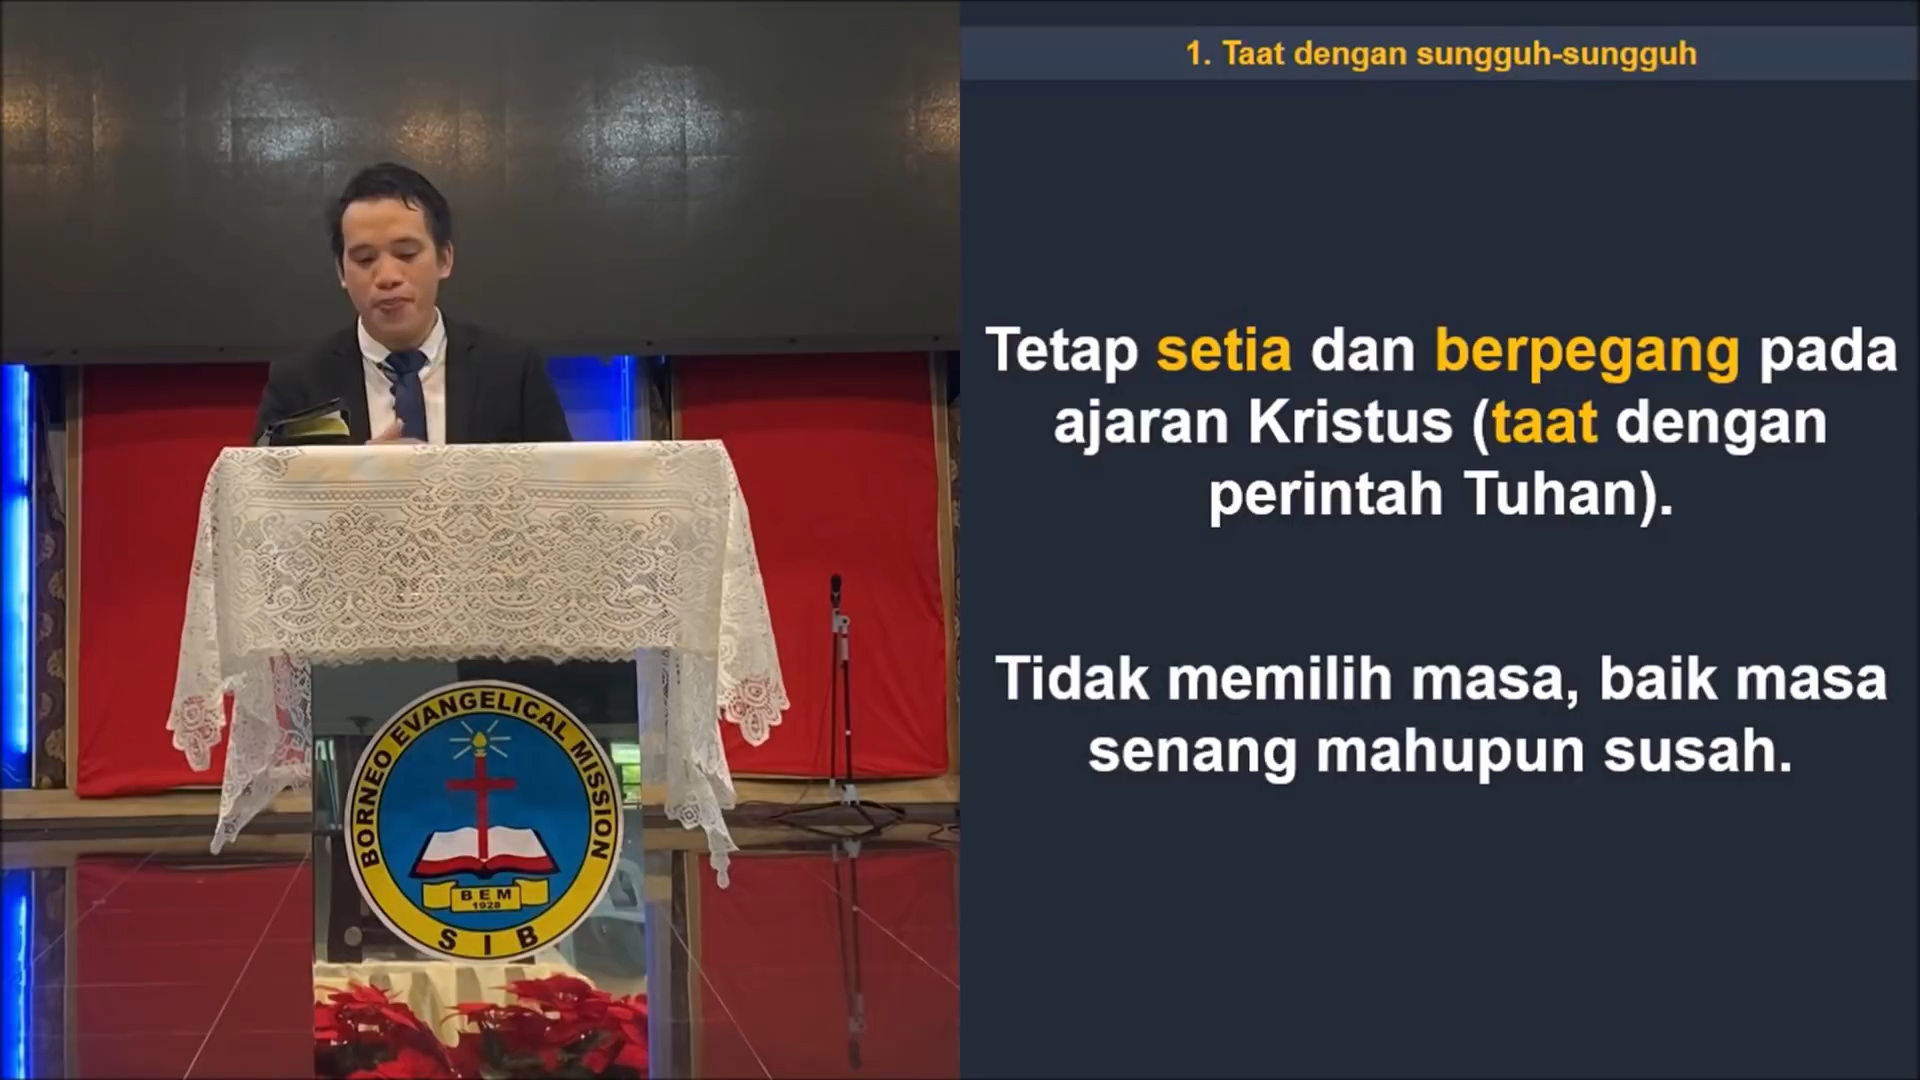 1. Taat dengan sungguh-sungguh
Tetap setia dan berpegang pada
ajaran Kristus (taat dengan
perintah Tuhan).
Tidak memilih masa, baik masa
senang mahupun susah.
BORNEO EVANGELICAL MISSION
BEM
1928
SIB